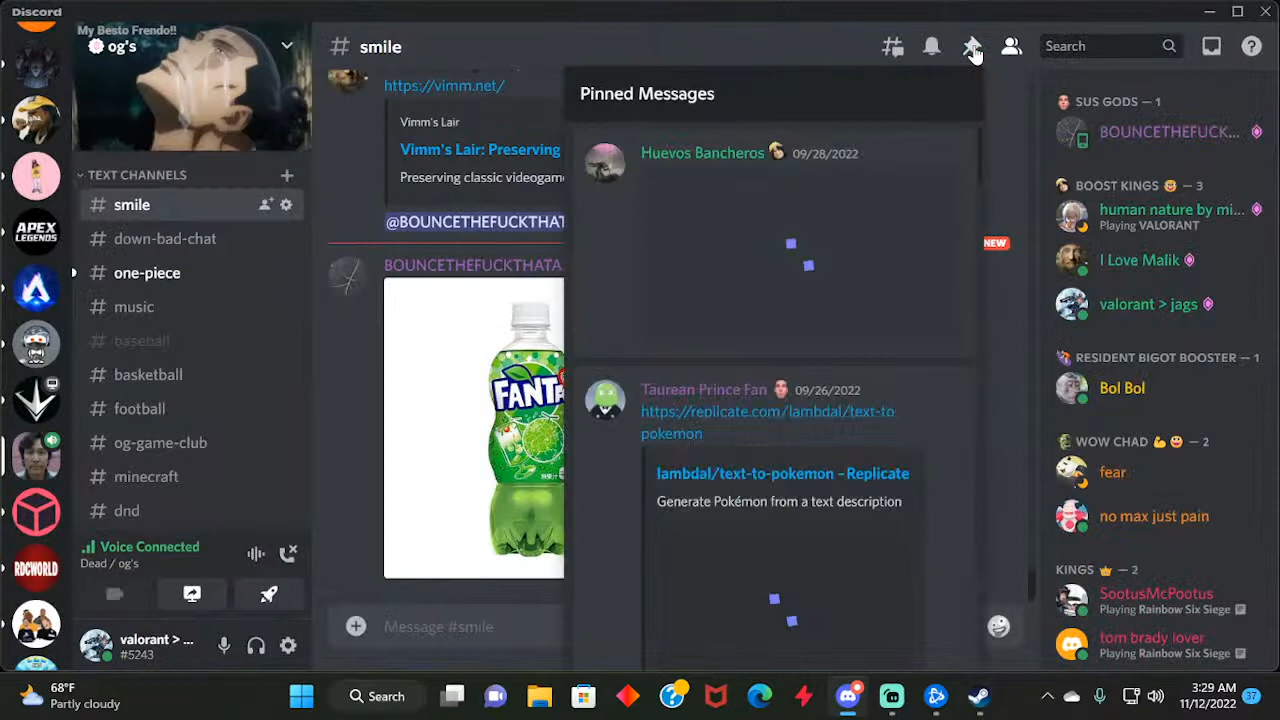 Discord
My Besto Frendo!!
og's
TEXT CHANNELS
smile
down-bad-chat
one-piece
music
baseball
basketball
football
og-game-club
minecraft
dnd
Voice Connected
Dead / og's
valorant > ...
#5243
APEX
LEGENDS
RDCWORLD
smile
Search
https://vimm.net/
Vimm's Lair
Vimm's Lair: Preserving
Preserving classic videogam
@BOUNCETHEFUCKTHAT
NEW
BOUNCETHEFUCKTHATA
FANTA
Message #smile
Pinned Messages
Huevos Bancheros 09/28/2022
Taurean Prince Fan 09/26/2022
https://replicate.com/lambdal/text-to
pokemon
lambdal/text-to-pokemon – Replicate
Generate Pokémon from a text description
SUS GODS — 1
BOUNCETHEFUCK...
BOOST KINGS — 3
human nature by mi...
Playing VALORANT
I Love Malik
valorant > jags
RESIDENT BIGOT BOOSTER — 1
Bol Bol
WOW CHAD — 2
fear
no max just pain
KINGS — 2
SootusMcPootus
Playing Rainbow Six Siege
tom brady lover
Playing Rainbow Six Siege
68°F
Partly cloudy
Search
3:29 AM
11/12/2022
37